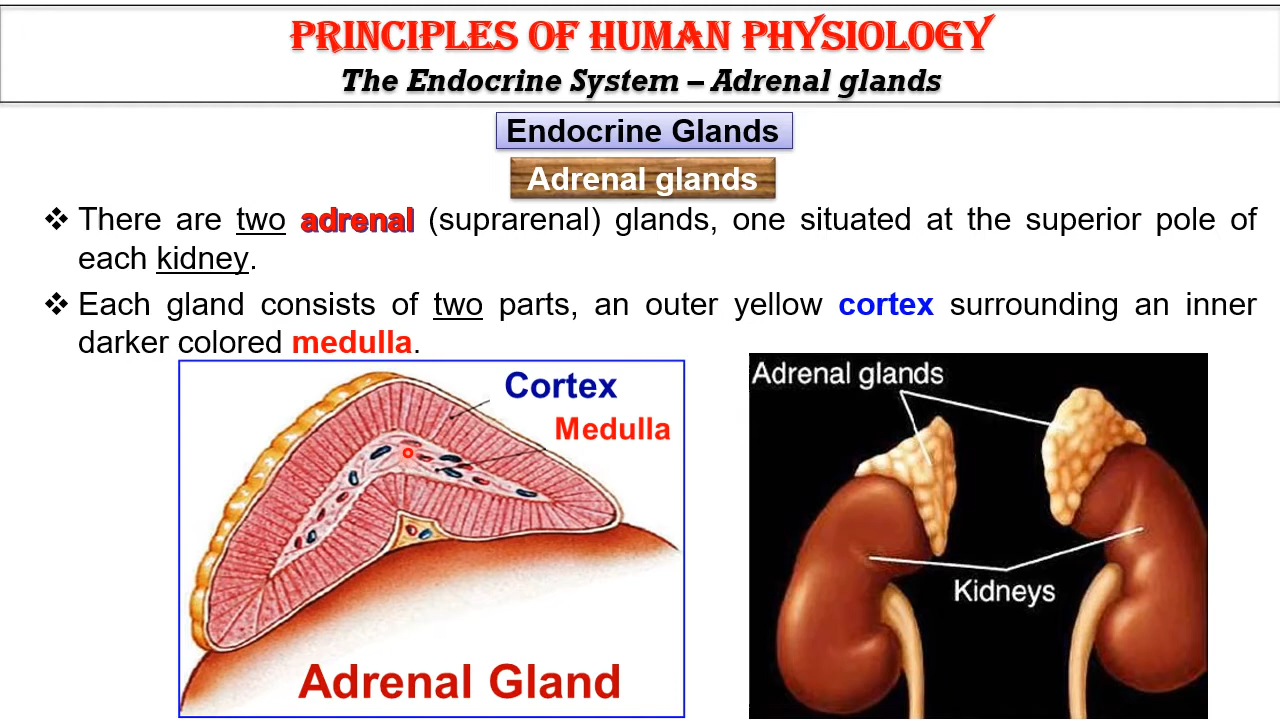 PRINCIPLES OF HUMAN PHYSIOLOGY
The Endocrine System – Adrenal glands
Endocrine Glands
Adrenal glands
❖ There are two adrenal (suprarenal) glands, one situated at the superior pole of
each kidney.
❖ Each gland consists of two parts, an outer yellow cortex surrounding an inner
darker colored medulla.
Cortex
Medulla
Adrenal Gland
Adrenal glands
Kidneys